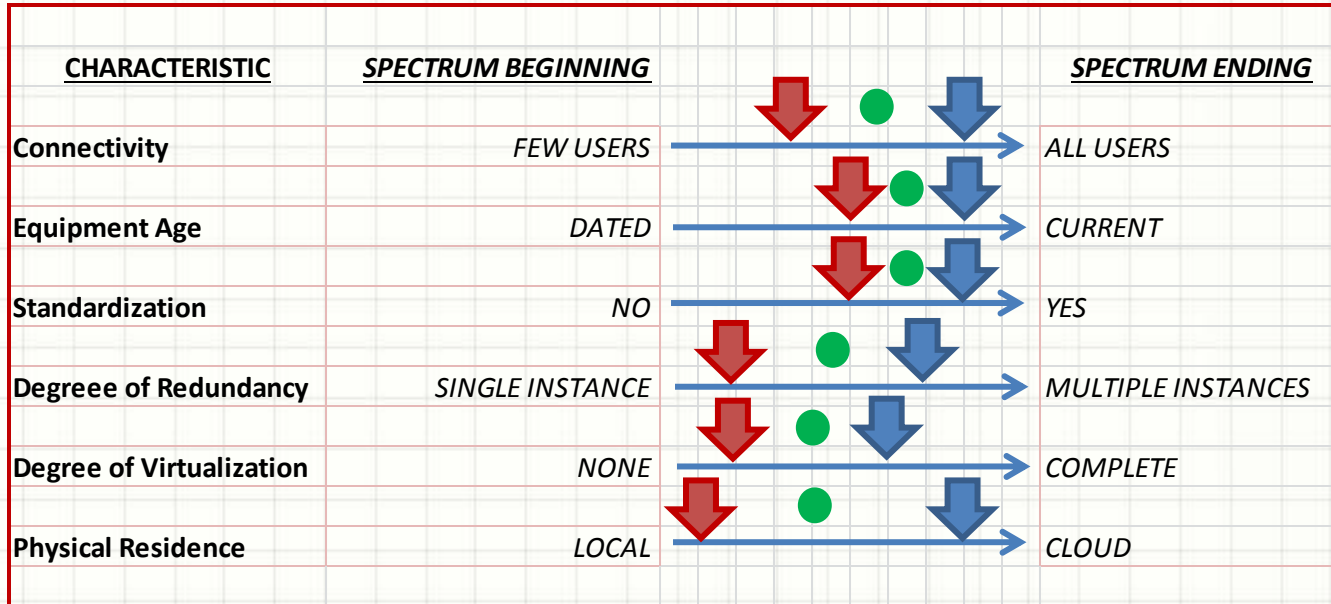 CHARACTERISTIC SPECTRUM BEGINNING SPECTRUM ENDING
Connectivity FEW USERS ALL USERS
Equipment Age DATED CURRENT
Standardization NO YES
Degreee of Redundancy SINGLE INSTANCE MULTIPLE INSTANCES
Degree of Virtualization NONE COMPLETE
Physical Residence LOCAL CLOUD